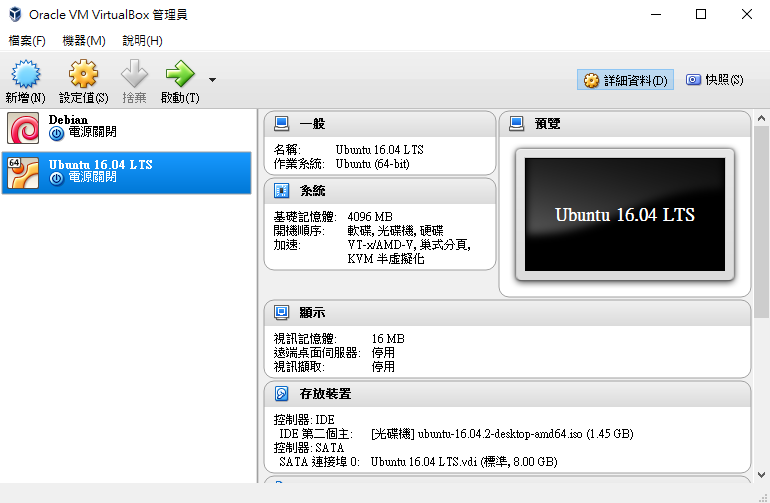 Oracle VM VirtualBox 管理員
檔案(F) 機器(M) 說明(H)
新增(N) 設定值(S) 捨棄 啟動(T) 詳細資料(D) 快照(S)
Debian
電源關閉
64
Ubuntu 16.04 LTS
電源關閉
一般
名稱: Ubuntu 16.04 LTS
作業系統: Ubuntu (64-bit)
系統
基礎記憶體: 4096 MB
開機順序: 軟碟, 光碟機, 硬碟
加速: VT-x/AMD-V, 巢式分頁,
KVM 半虛擬化
預覽
Ubuntu 16.04 LTS
顯示
視訊記憶體: 16 MB
遠端桌面伺服器: 停用
視訊擷取: 停用
存放裝置
控制器: IDE
IDE 第二個主: [光碟機] ubuntu-16.04.2-desktop-amd64.iso (1.45 GB)
控制器: SATA
SATA 連接埠 0: Ubuntu 16.04 LTS.vdi (標準, 8.00 GB)